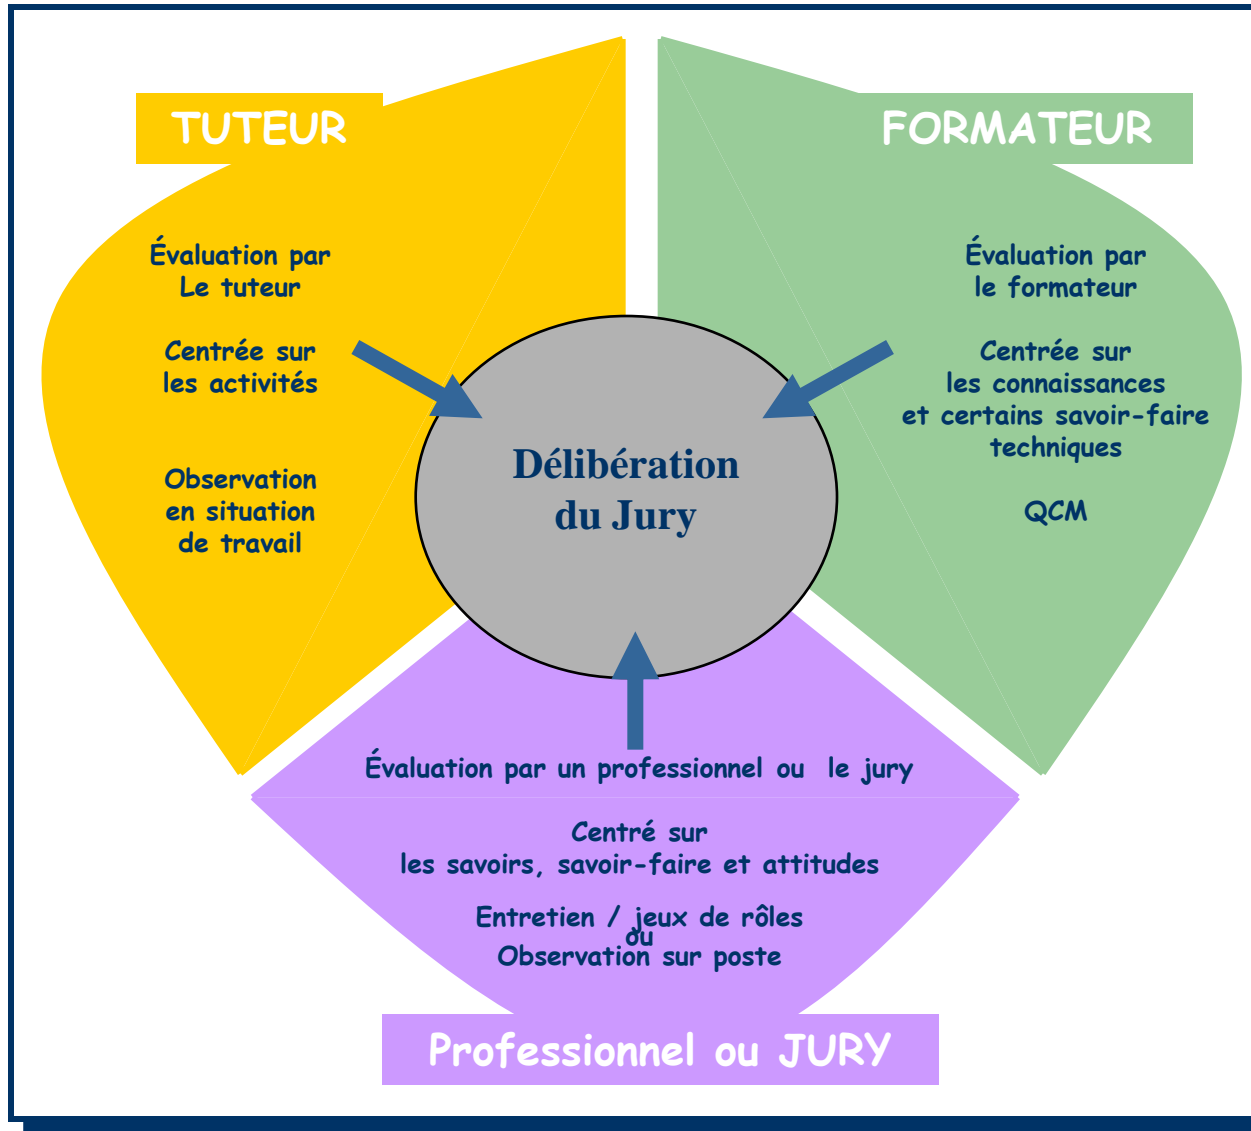 TUTEUR
Évaluation par
Le tuteur
Centrée sur
les activités
Observation
en situation
de travail
FORMATEUR
Évaluation par
le formateur
Centrée sur
les connaissances
et certains savoir-faire
techniques
QCM
Délibération
du Jury
Évaluation par un professionnel ou le jury
Centré sur
les savoirs, savoir-faire et attitudes
Entretien / jeux de rôles
ou
Observation sur poste
Professionnel ou JURY